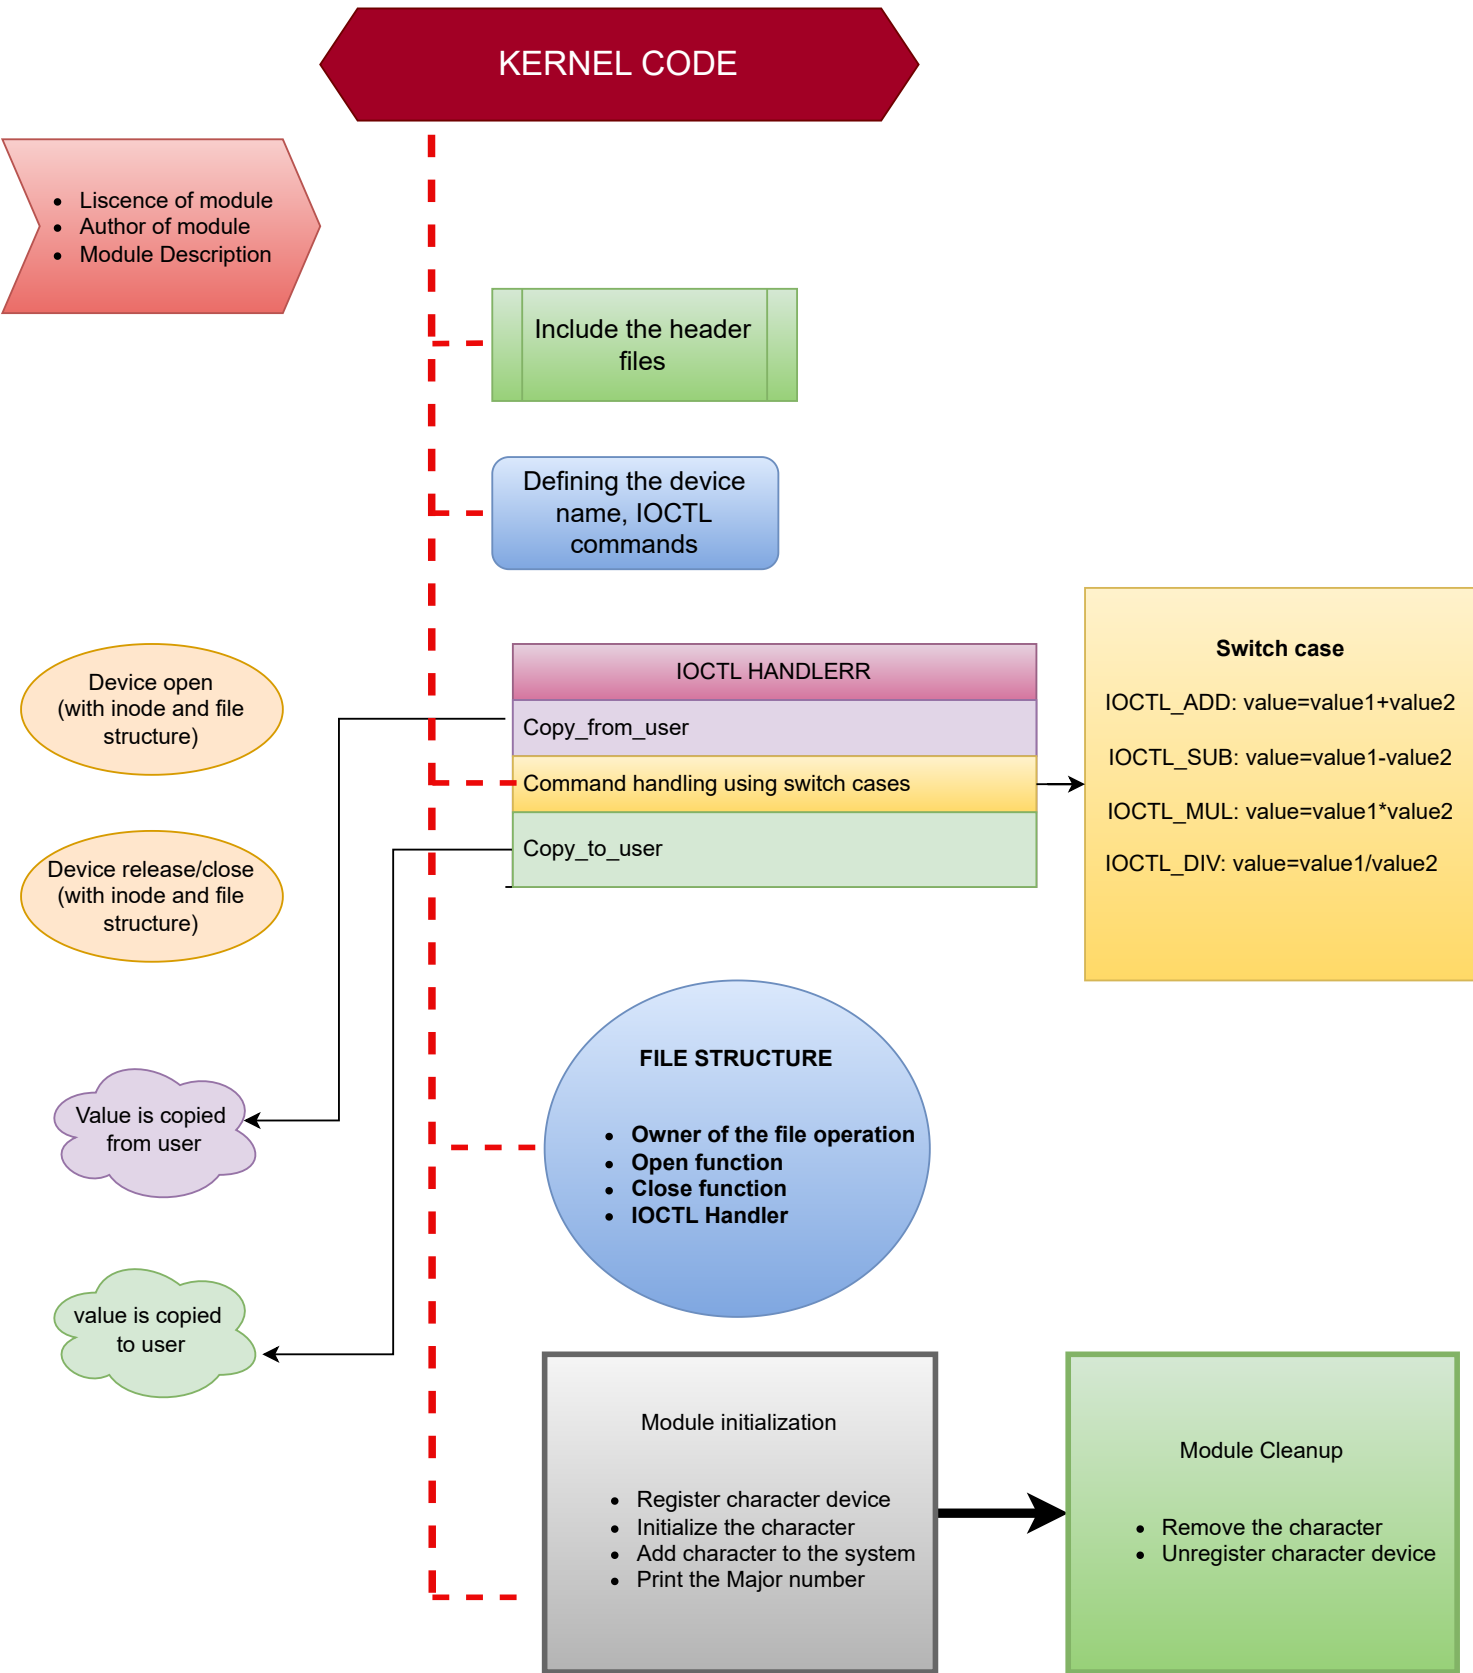 KERNEL CODE
• Liscence of module
• Author of module
• Module Description
Include the header
files
Defining the device
name, IOCTL
commands
Device open
(with inode and file
structure)
Device release/close
(with inode and file
structure)
IOCTL HANDLERR
Copy_from_user
Command handling using switch cases
Copy_to_user
Switch case
IOCTL_ADD: value=value1+value2
IOCTL_SUB: value=value1-value2
IOCTL_MUL: value=value1*value2
IOCTL_DIV: value=value1/value2
Value is copied
from user
value is copied
to user
FILE STRUCTURE
• Owner of the file operation
• Open function
• Close function
• IOCTL Handler
Module initialization
• Register character device
• Initialize the character
• Add character to the system
• Print the Major number
Module Cleanup
• Remove the character
• Unregister character device